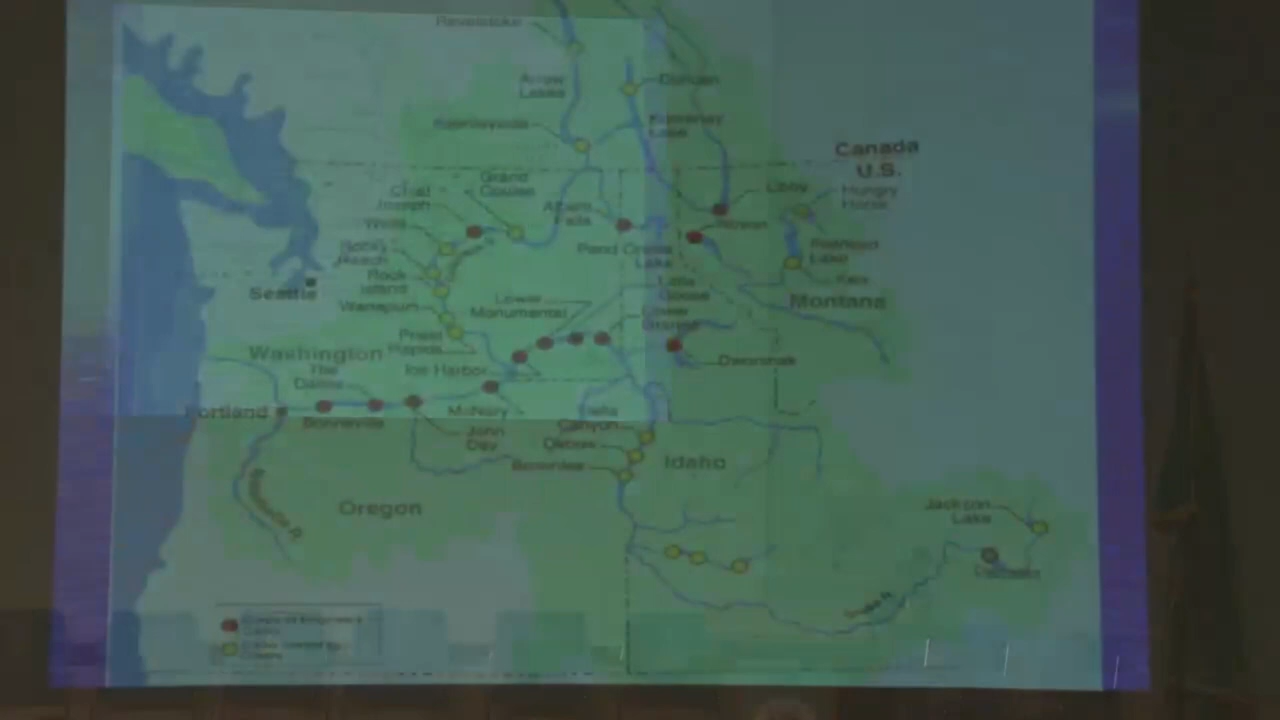 Revelstoke
Arrow
Lakes
Duncan
Keenleyside
Kootenay
Lake
Canada
U.S.
Grand
Coulee
Chief
Joseph
Albeni
Falls
Libby
Hungry
Horse
Wells
Rocky
Reach
Pend Oreille
Lake
Flathead
Lake
Rock
Island
Kerr
Seattle
Little
Goose
Wanapum
Lower
Monumental
Lower
Granite
Montana
Priest
Rapids
Washington
Ice Harbor
Dworshak
The
Dalles
Portland
Bonneville
McNary
John
Day
Hells
Canyon
Oxbow
Brownlee
Idaho
Oregon
Jackson
Lake
Snake R.